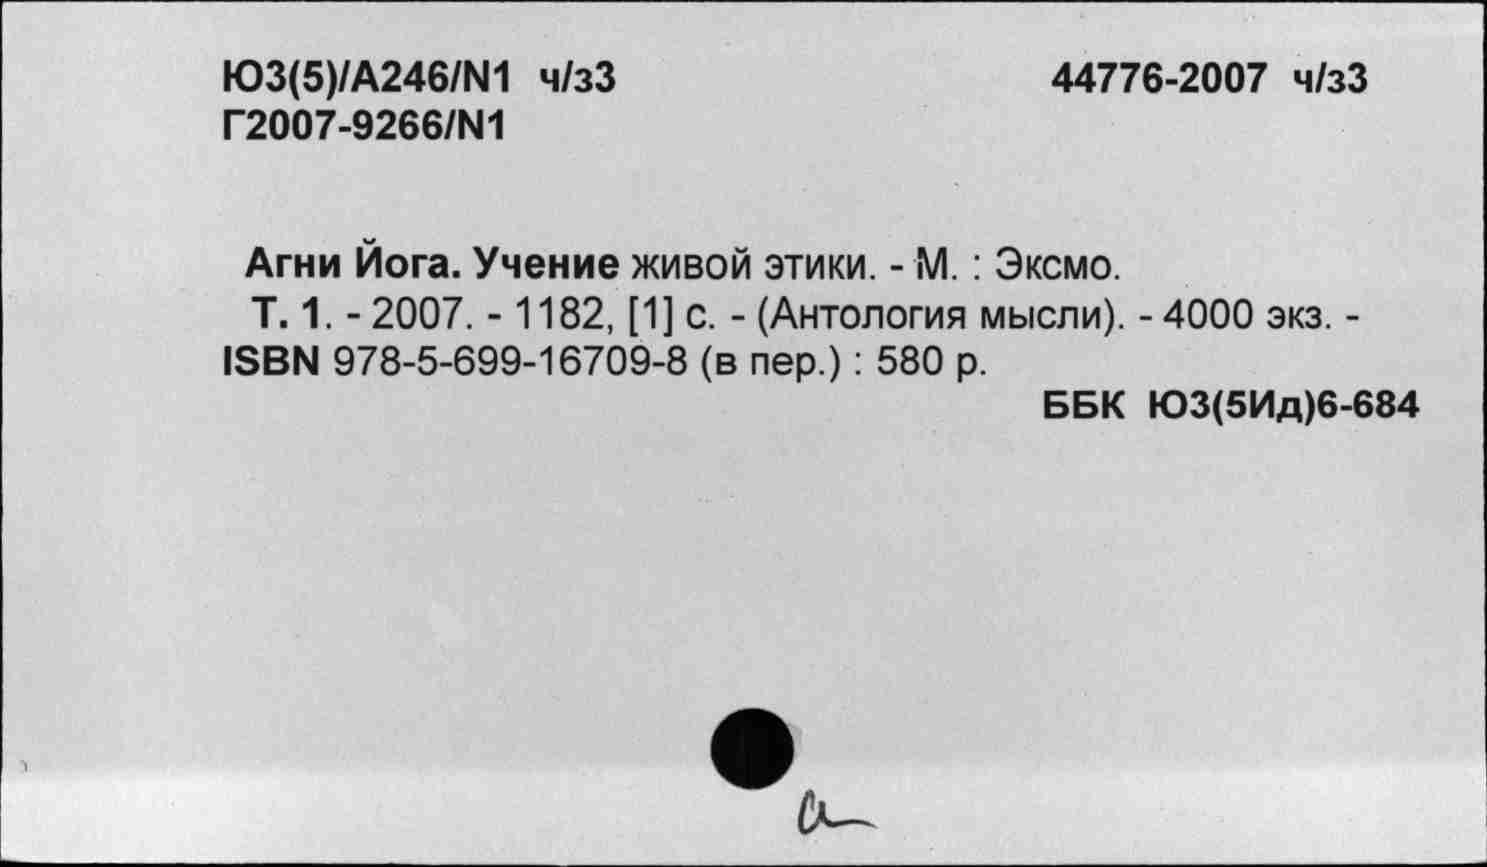 Ю3(5)/А246/N1 ч/з3 44776-2007 ч/з3
Г2007-9266/N1
Агни Йога. Учение живой этики. - М. : Эксмо.
Т. 1. - 2007. - 1182, [1] с. - (Антология мысли). - 4000 экз. -
ISBN 978-5-699-16709-8 (в пер.) : 580 р.
ББК Ю3(5Ид)6-684